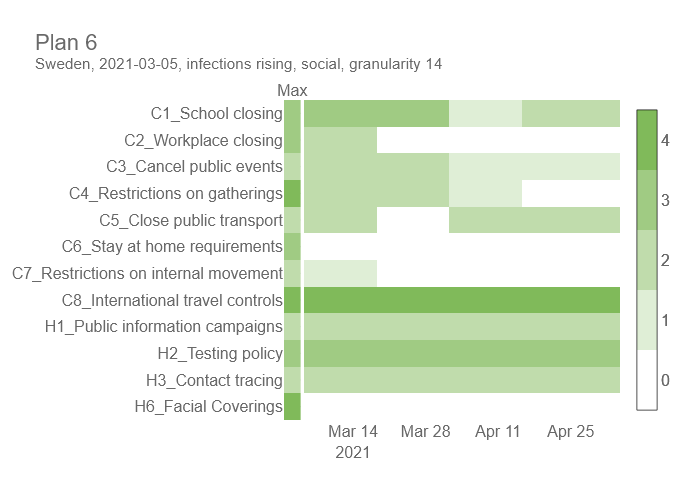 Plan 6
Sweden, 2021-03-05, infections rising, social, granularity 14
Max
C1_School closing
C2_Workplace closing
C3_Cancel public events
C4_Restrictions on gatherings
C5_Close public transport
C6_Stay at home requirements
C7_Restrictions on internal movement
C8_International travel controls
H1_Public information campaigns
H2_Testing policy
H3_Contact tracing
H6_Facial Coverings
Mar 14 Mar 28 Apr 11 Apr 25
2021
4
3
2
1
0